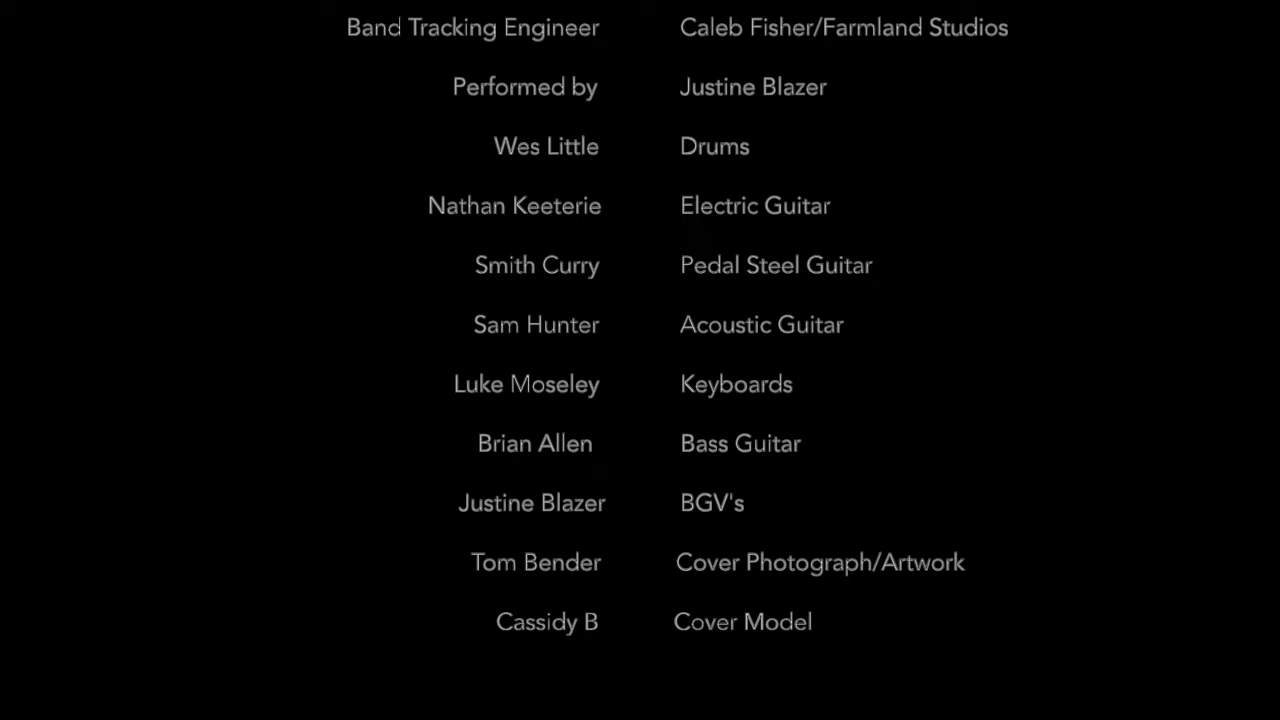 Band Tracking Engineer Caleb Fisher/Farmland Studios
Performed by Justine Blazer
Wes Little Drums
Nathan Keeterie Electric Guitar
Smith Curry Pedal Steel Guitar
Sam Hunter Acoustic Guitar
Luke Moseley Keyboards
Brian Allen Bass Guitar
Justine Blazer BGV's
Tom Bender Cover Photograph/Artwork
Cassidy B Cover Model